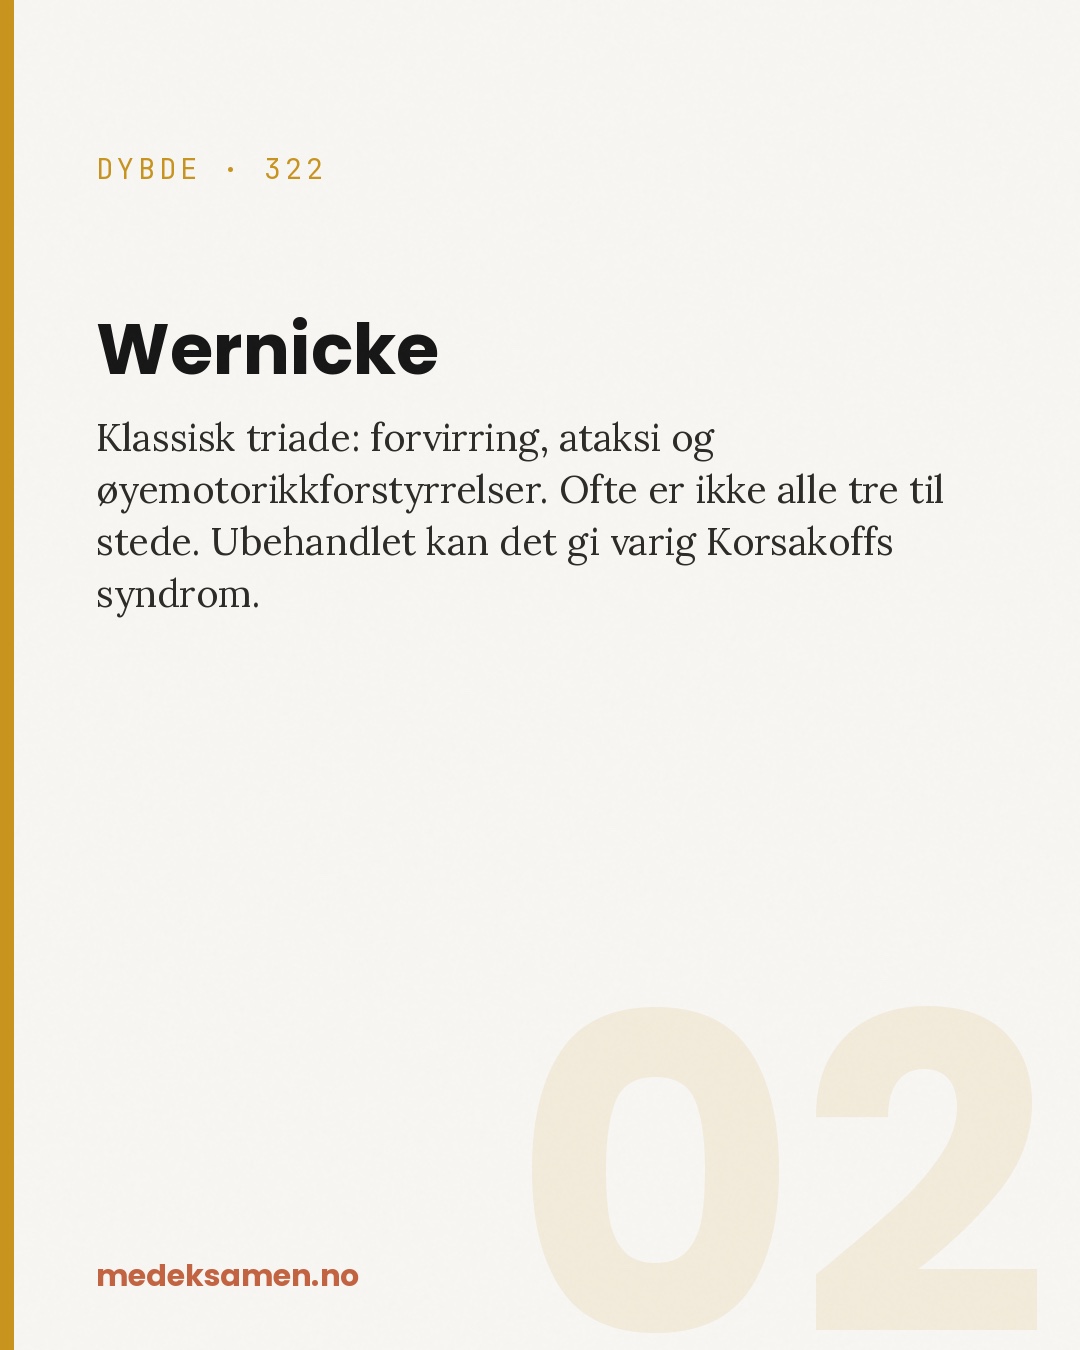 DYBDE · 322
Wernicke
Klassisk triade: forvirring, ataksi og
øyemotorikkforstyrrelser. Ofte er ikke alle tre til
stede. Ubehandlet kan det gi varig Korsakoffs
syndrom.
02
medeksamen.no